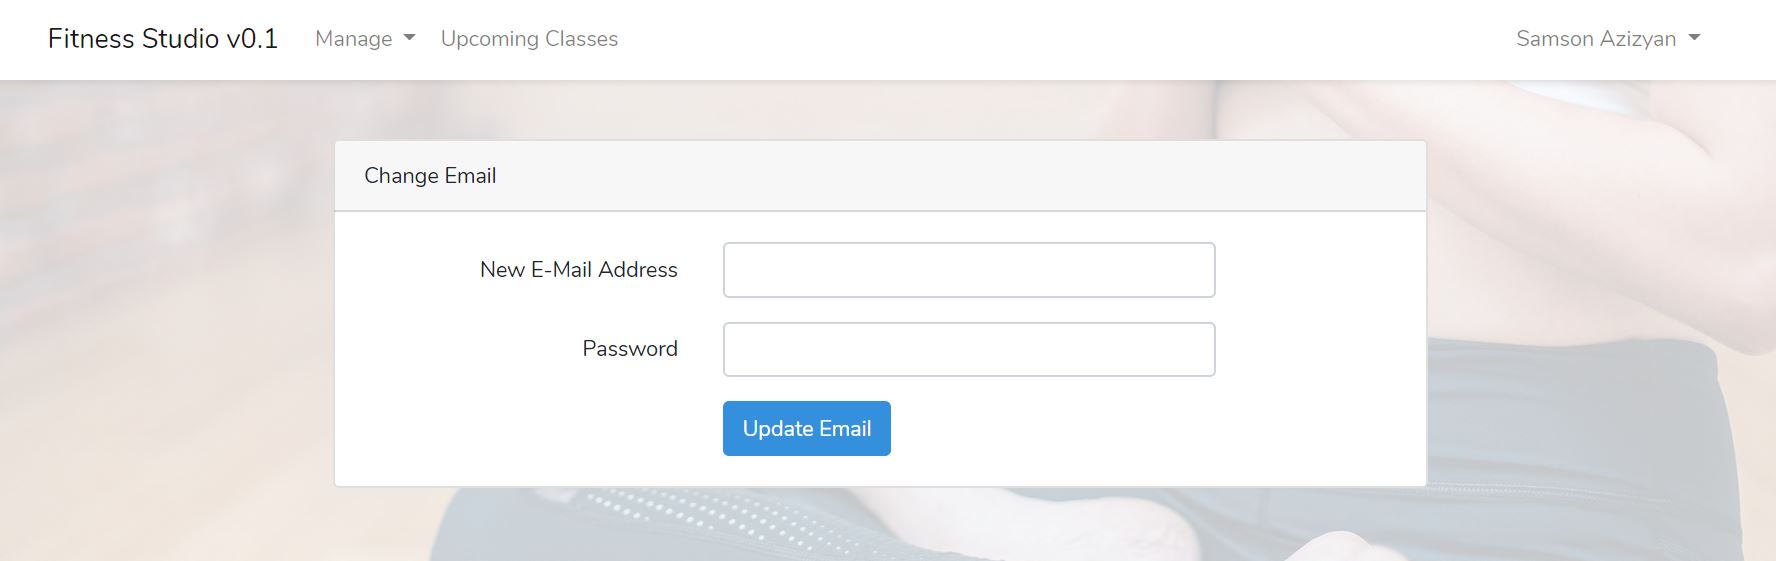 Fitness Studio v0.1 Manage Upcoming Classes Samson Azizyan
Change Email
New E-Mail Address
Password
Update Email